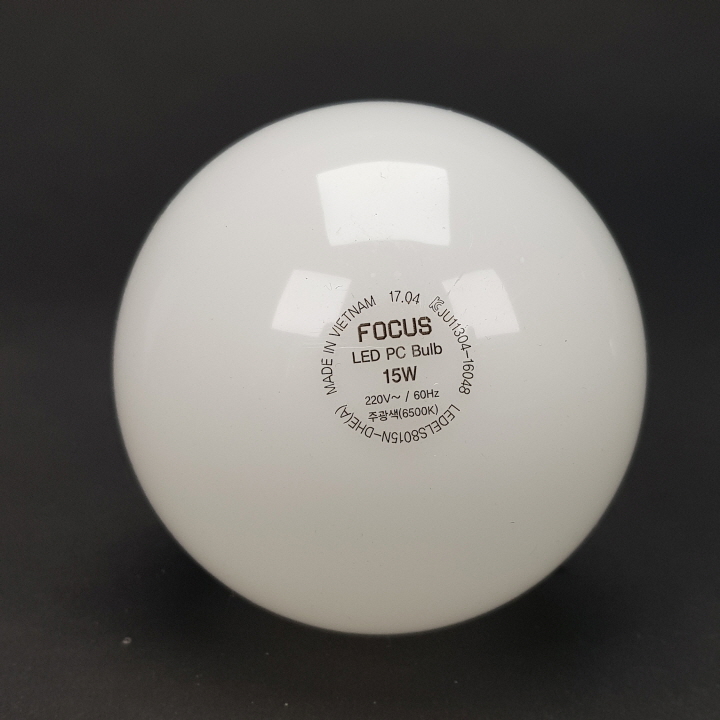 MADE IN VIETNAM 17.04 JU11304-16048 LEDELS8015N-DHE(A)
FOCUS
LED PC Bulb
15W
220V~ / 60Hz
주광색(6500K)